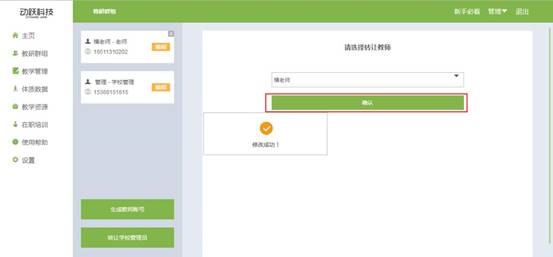 动跃科技
教研群组
新手必看 管理 退出
主页
教研群组
教学管理
体质数据
教学资源
在职培训
使用帮助
设置
橘老师 - 老师
18511310202
编辑
管理 - 学校管理
15368151615
编辑
生成教师账号
转让学校管理员
请选择转让教师
橘老师
确认
修改成功！